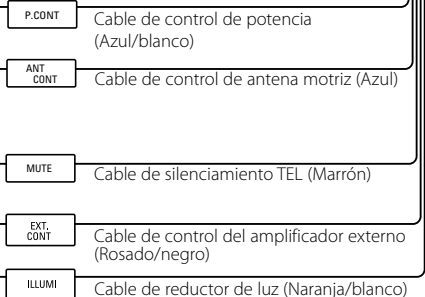 P.CONT
Cable de control de potencia
(Azul/blanco)
ANT
CONT
Cable de control de antena motriz (Azul)
MUTE
Cable de silenciamiento TEL (Marrón)
EXT.
CONT
Cable de control del amplificador externo
(Rosado/negro)
ILLUMI
Cable de reductor de luz (Naranja/blanco)